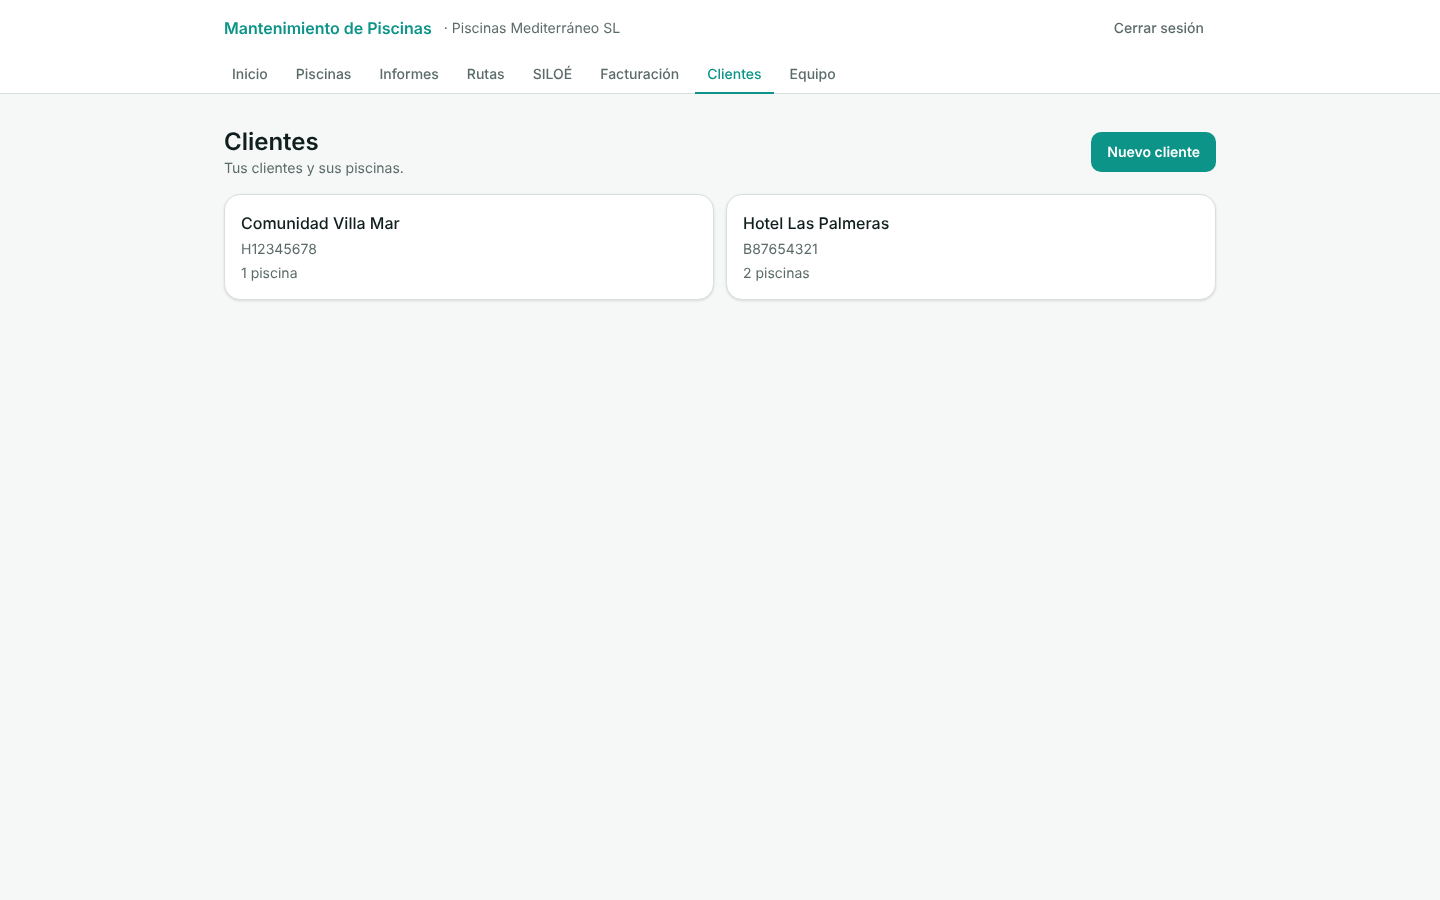 Mantenimiento de Piscinas · Piscinas Mediterráneo SL Cerrar sesión
Inicio Piscinas Informes Rutas SILOÉ Facturación Clientes Equipo
Clientes
Tus clientes y sus piscinas.
Nuevo cliente
Comunidad Villa Mar
H12345678
1 piscina
Hotel Las Palmeras
B87654321
2 piscinas